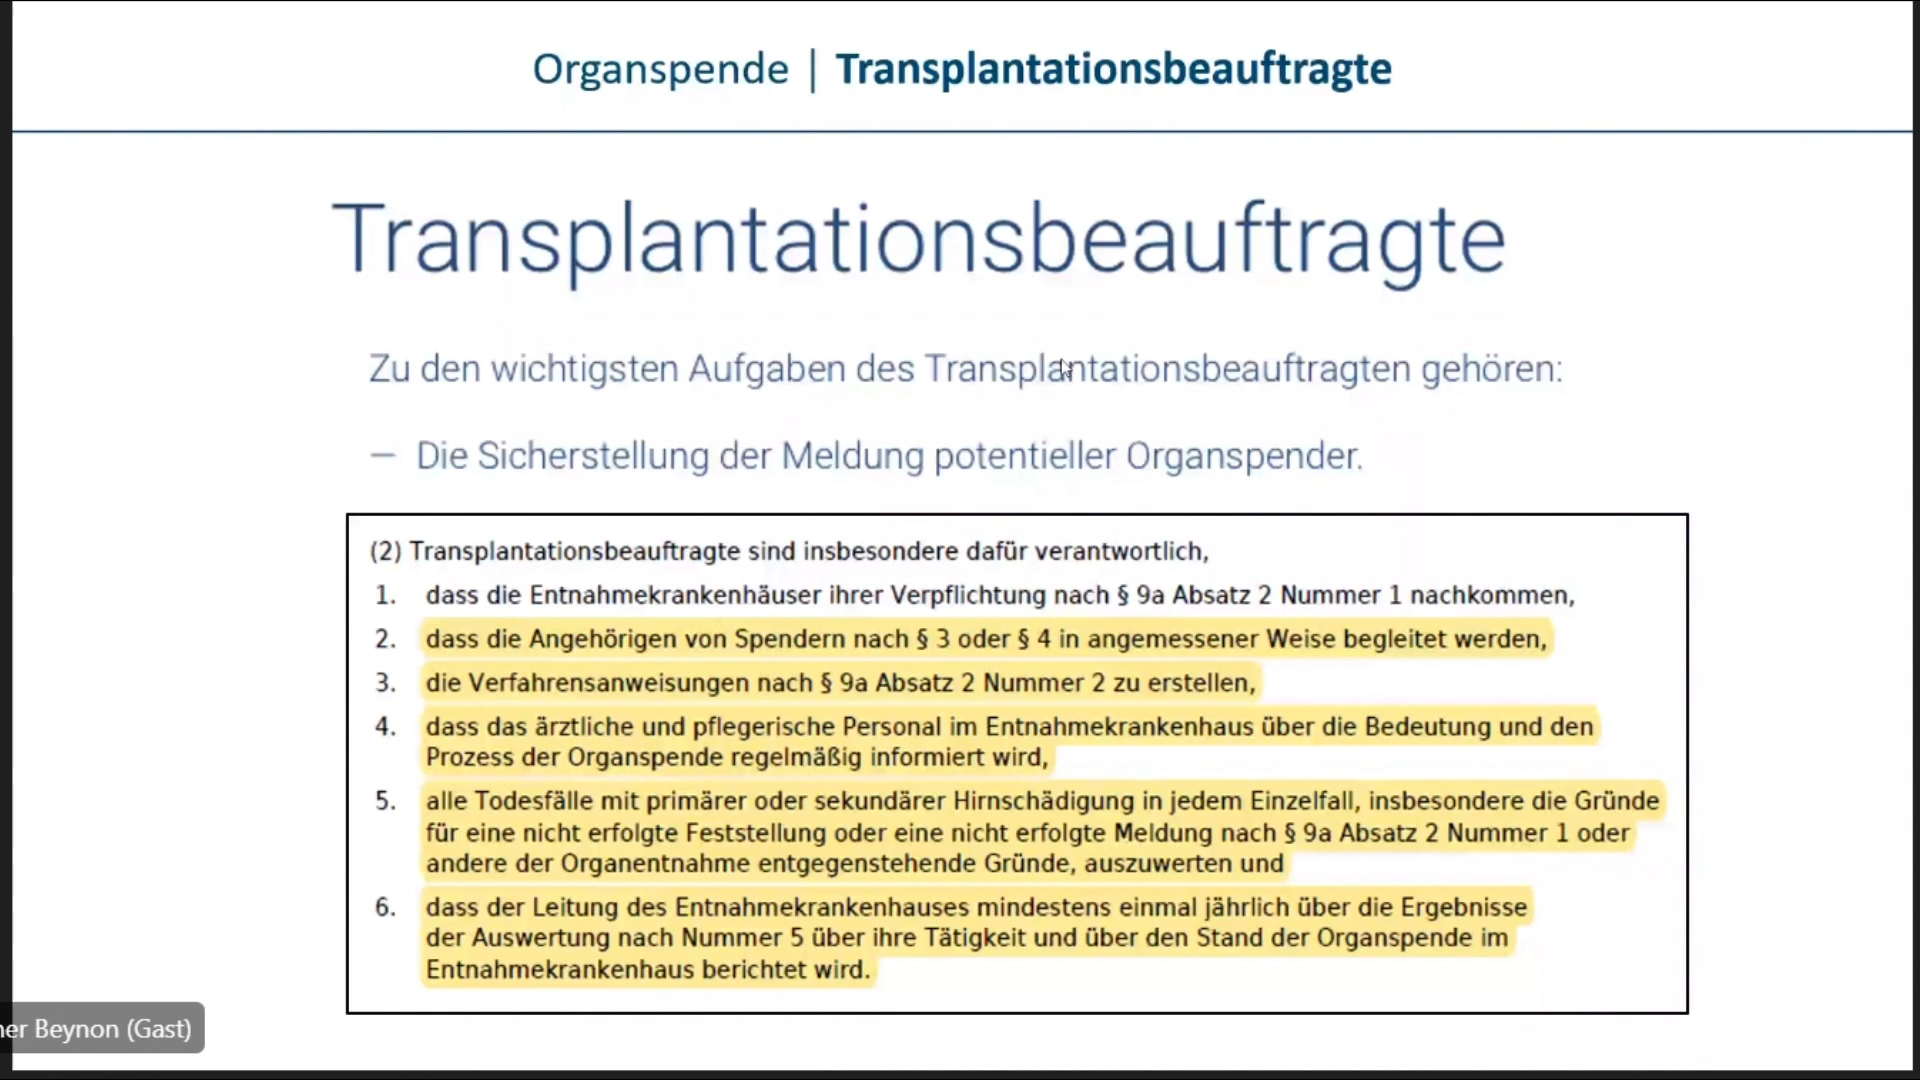 Organspende | Transplantationsbeauftragte
Transplantationsbeauftragte
Zu den wichtigsten Aufgaben des Transplantationsbeauftragten gehören:
— Die Sicherstellung der Meldung potentieller Organspender.
(2) Transplantationsbeauftragte sind insbesondere dafür verantwortlich,
1. dass die Entnahmekrankenhäuser ihrer Verpflichtung nach § 9a Absatz 2 Nummer 1 nachkommen,
2. dass die Angehörigen von Spendern nach § 3 oder § 4 in angemessener Weise begleitet werden,
3. die Verfahrensanweisungen nach § 9a Absatz 2 Nummer 2 zu erstellen,
4. dass das ärztliche und pflegerische Personal im Entnahmekrankenhaus über die Bedeutung und den
Prozess der Organspende regelmäßig informiert wird,
5. alle Todesfälle mit primärer oder sekundärer Hirnschädigung in jedem Einzelfall, insbesondere die Gründe
für eine nicht erfolgte Feststellung oder eine nicht erfolgte Meldung nach § 9a Absatz 2 Nummer 1 oder
andere der Organentnahme entgegenstehende Gründe, auszuwerten und
6. dass der Leitung des Entnahmekrankenhauses mindestens einmal jährlich über die Ergebnisse
der Auswertung nach Nummer 5 über ihre Tätigkeit und über den Stand der Organspende im
Entnahmekrankenhaus berichtet wird.
Beynon (Gast)